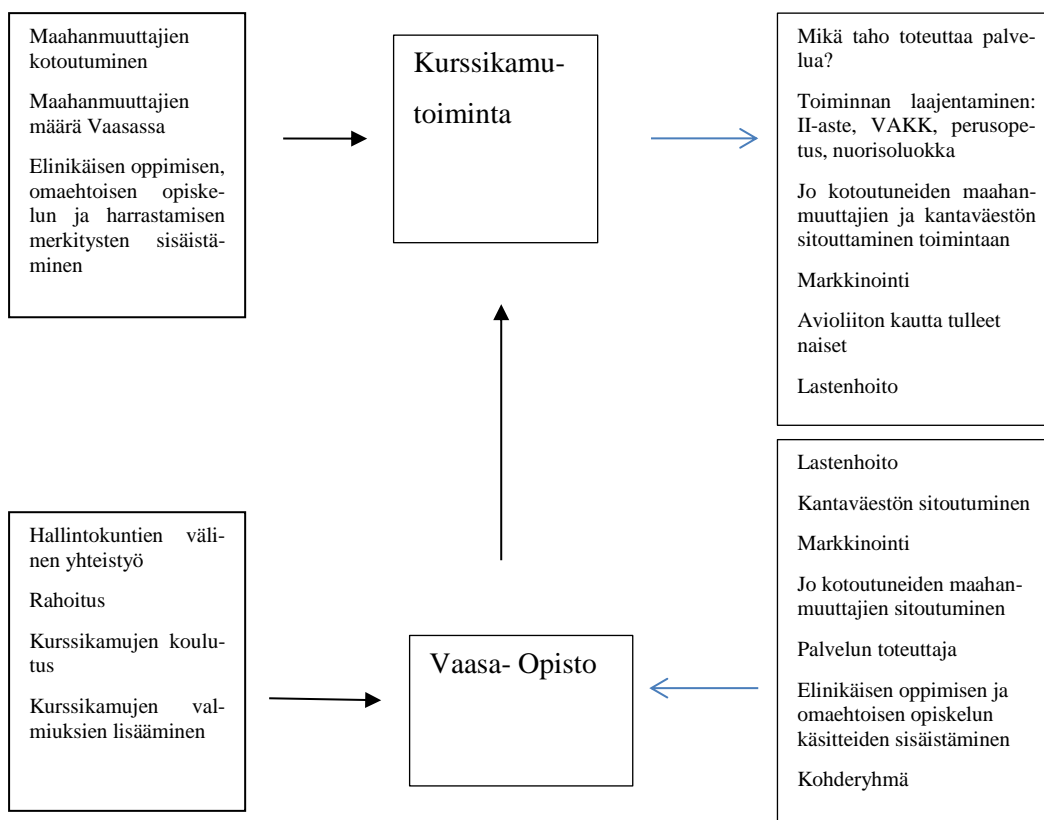 Maahanmuuttajien
kotoutuminen
Maahanmuuttajien
määrä Vaasassa
Elinikäisen oppimisen,
omaehtoisen opiske-
lun ja harrastamisen
merkitysten sisäistä-
minen
Kurssikamu-
toiminta
Mikä taho toteuttaa palve-
lua?
Toiminnan laajentaminen:
II-aste, VAKK, perusope-
tus, nuorisoluokka
Jo kotoutuneiden maahan-
muuttajien ja kantaväestön
sitouttaminen toimintaan
Markkinointi
Avioliiton kautta tulleet
naiset
Lastenhoito
Hallintokuntien väli-
nen yhteistyö
Rahoitus
Kurssikamujen koulu-
tus
Kurssikamujen val-
miuksien lisääminen
Vaasa- Opisto
Lastenhoito
Kantaväestön sitoutuminen
Markkinointi
Jo kotoutuneiden maahan-
muuttajien sitoutuminen
Palvelun toteuttaja
Elinikäisen oppimisen ja
omaehtoisen opiskelun
käsitteiden sisäistäminen
Kohderyhmä